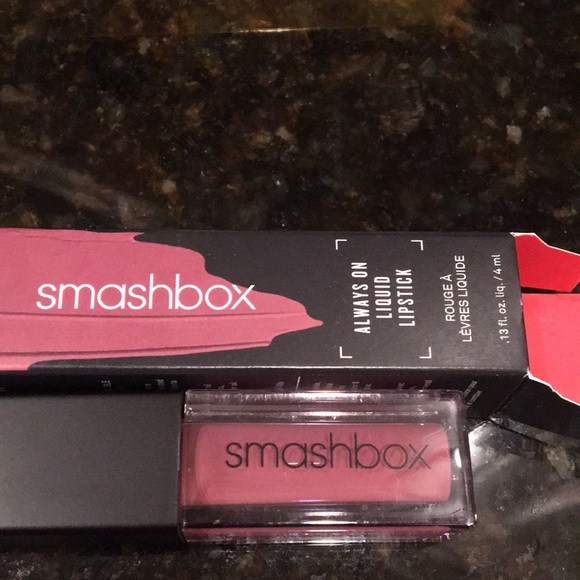 smashbox
ALWAYS ON
LIQUID
LIPSTICK
ROUGE À
LÈVRES LIQUIDE
.13 fl. oz. liq. / 4 ml
smashbox